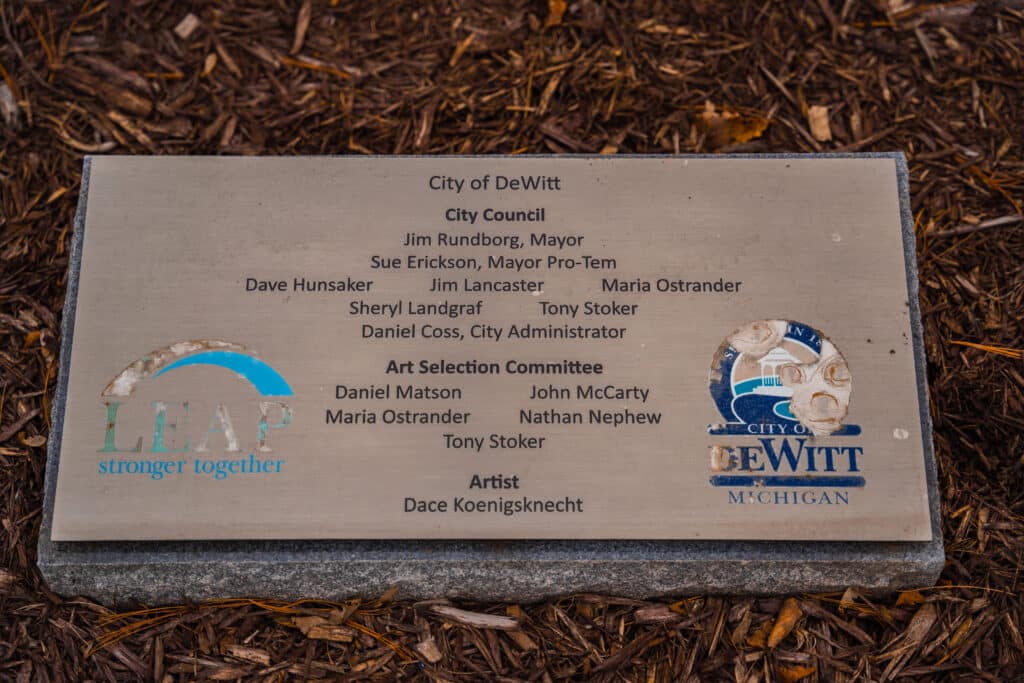 City of DeWitt
City Council
Jim Rundborg, Mayor
Sue Erickson, Mayor Pro-Tem
Dave Hunsaker Jim Lancaster Maria Ostrander
Sheryl Landgraf Tony Stoker
Daniel Coss, City Administrator
Art Selection Committee
Daniel Matson John McCarty
Maria Ostrander Nathan Nephew
Tony Stoker
Artist
Dace Koenigsknecht
LEAP
stronger together
CITY OF
DEWITT
MICHIGAN